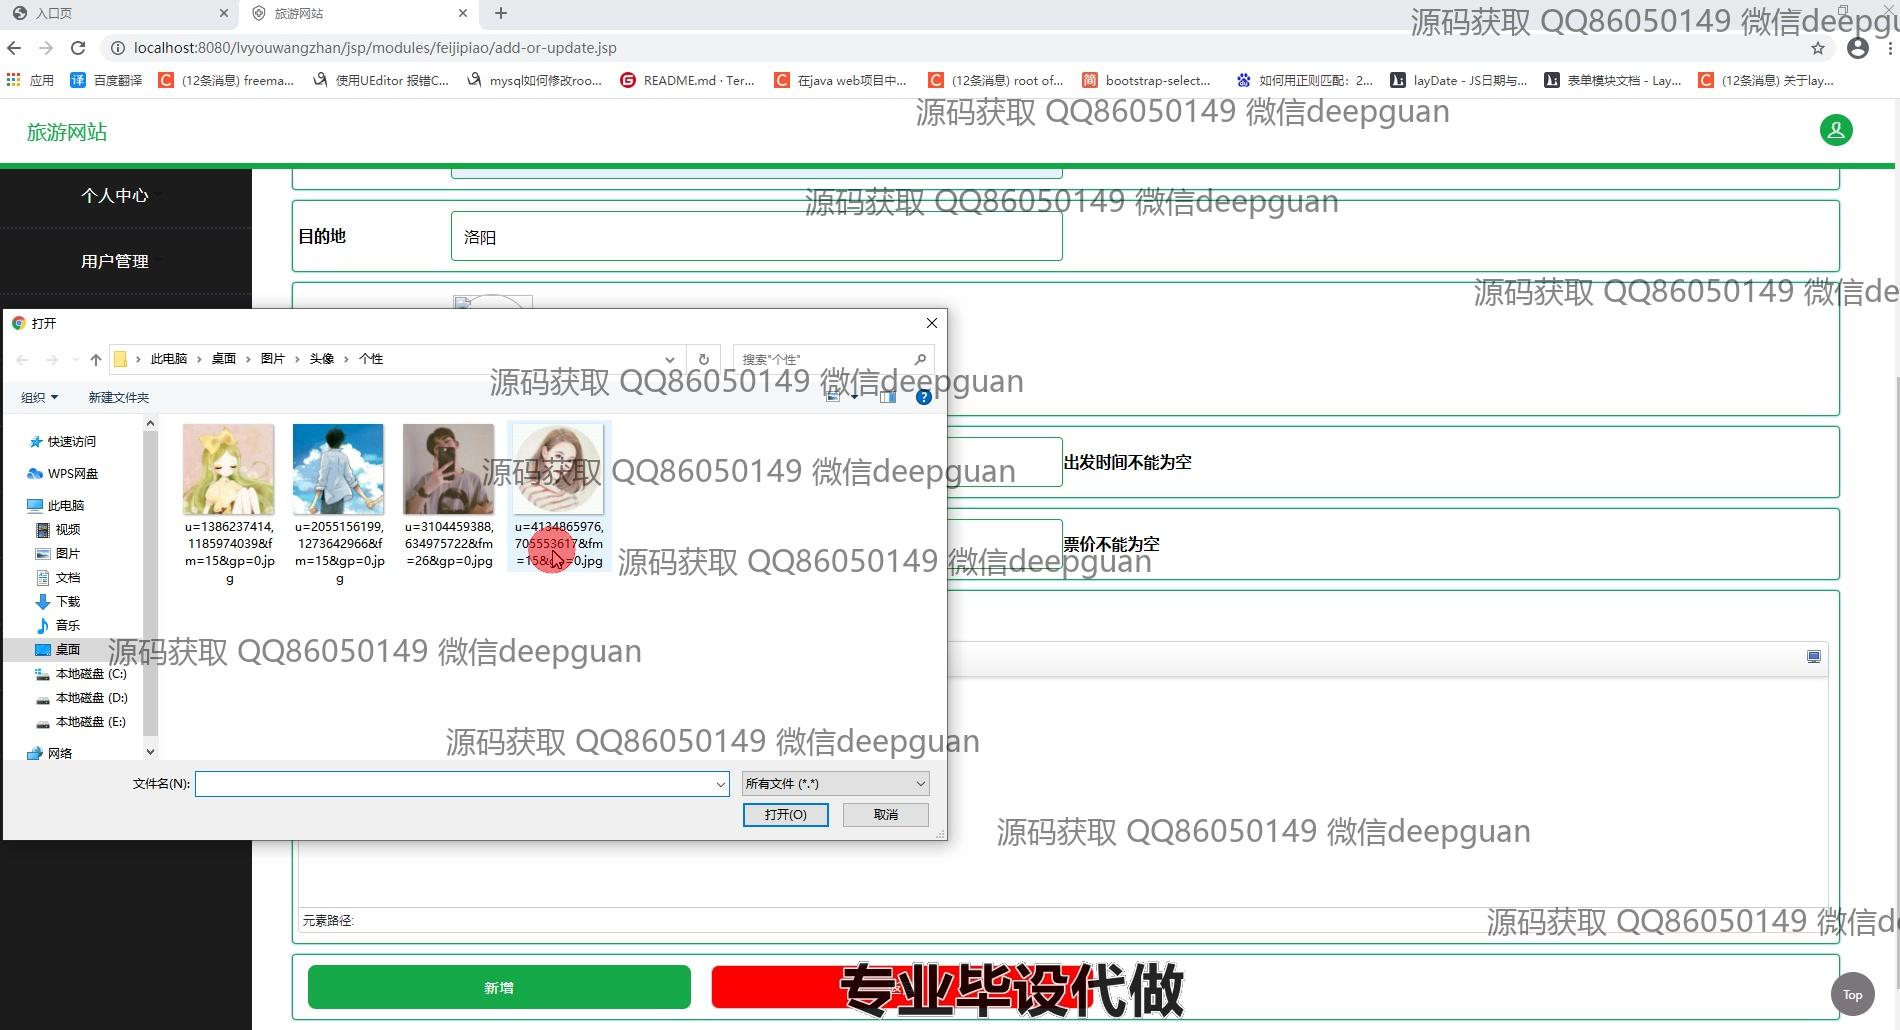 入口页
旅游网站
localhost:8080/lvyouwangzhan/jsp/modules/feijipiao/add-or-update.jsp
应用
百度翻译
(12条消息) freema...
使用UEditor 报错C...
mysql如何修改roo...
README.md · Ter...
在java web项目中...
(12条消息) root of...
bootstrap-select...
如何用正则匹配：2...
layDate - JS日期与...
表单模块文档 - Lay...
(12条消息) 关于lay...
源码获取 QQ86050149 微信deepgu
源码获取 QQ86050149 微信deepguan
旅游网站
个人中心
源码获取 QQ86050149 微信deepguan
目的地
洛阳
用户管理
源码获取 QQ86050149 微信de
打开
此电脑 › 桌面 › 图片 › 头像 › 个性
搜索"个性"
源码获取 QQ86050149 微信deepguan
组织
新建文件夹
快速访问
WPS网盘
此电脑
视频
图片
文档
下载
音乐
桌面
本地磁盘 (C:)
本地磁盘 (D:)
本地磁盘 (E:)
网络
u=1386237414,
1185974039&f
m=15&gp=0.jp
g
u=2055156199,
1273642966&f
m=15&gp=0.jp
g
u=3104459388,
634975722&fm
=26&gp=0.jpg
u=4134865976,
705553617&fm
=15&gp=0.jpg
源码获取 QQ86050149 微信deepguan
出发时间不能为空
票价不能为空
源码获取 QQ86050149 微信deepguan
源码获取 QQ86050149 微信deepguan
源码获取 QQ86050149 微信deepguan
文件名(N):
所有文件 (*.*)
打开(O)
取消
源码获取 QQ86050149 微信deepguan
元素路径:
源码获取 QQ86050149 微信d
新增
专业毕设代做
Top